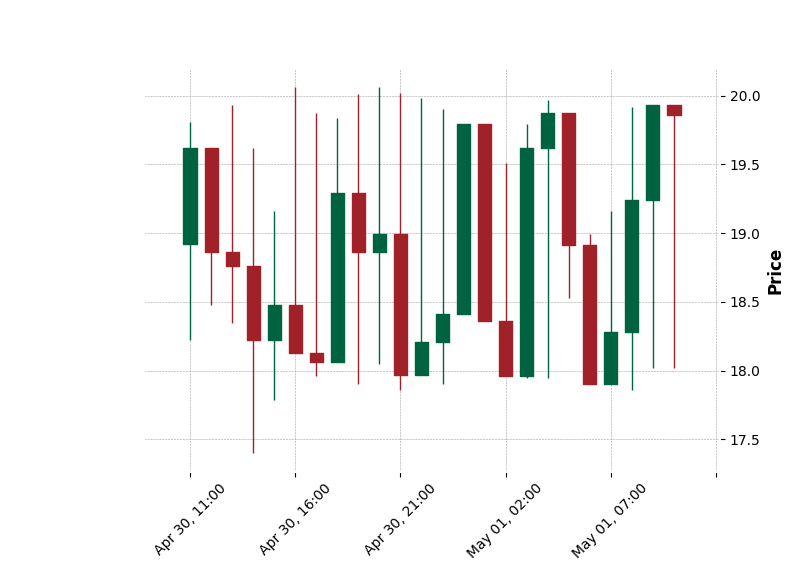 20.0
19.5
19.0
18.5
18.0
17.5
Price
Apr 30, 11:00
Apr 30, 16:00
Apr 30, 21:00
May 01, 02:00
May 01, 07:00